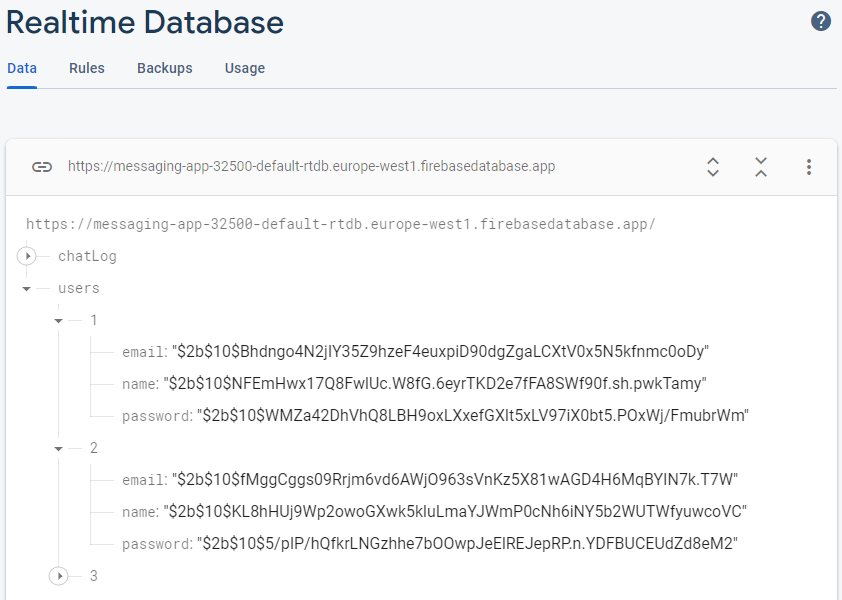 Realtime Database
?
Data Rules Backups Usage
https://messaging-app-32500-default-rtdb.europe-west1.firebasedatabase.app
https://messaging-app-32500-default-rtdb.europe-west1.firebasedatabase.app/
chatLog
users
1
email: "$2b$10$Bhdngo4N2jIY35Z9hzeF4euxpiD90dgZgaLCXtV0x5N5kfnmc0oDy"
name: "$2b$10$NFEmHwx17Q8FwlUc.W8fG.6eyrTKD2e7fFA8SWf90f.sh.pwkTamy"
password: "$2b$10$WMZa42DhVhQ8LBH9oxLXxefGXIt5xLV97iX0bt5.POxWj/FmubrWm"
2
email: "$2b$10$fMggCggs09Rrjm6vd6AWjO963sVnKz5X81wAGD4H6MqBYIN7k.T7W"
name: "$2b$10$KL8hHUj9Wp2owoGXwk5kluLmaYJWmP0cNh6iNY5b2WUTWfyuwcoVC"
password: "$2b$10$5/pIP/hQfkrLNGzhhe7bOOwpJeElREJepRP.n.YDFBUCEUdZd8eM2"
3